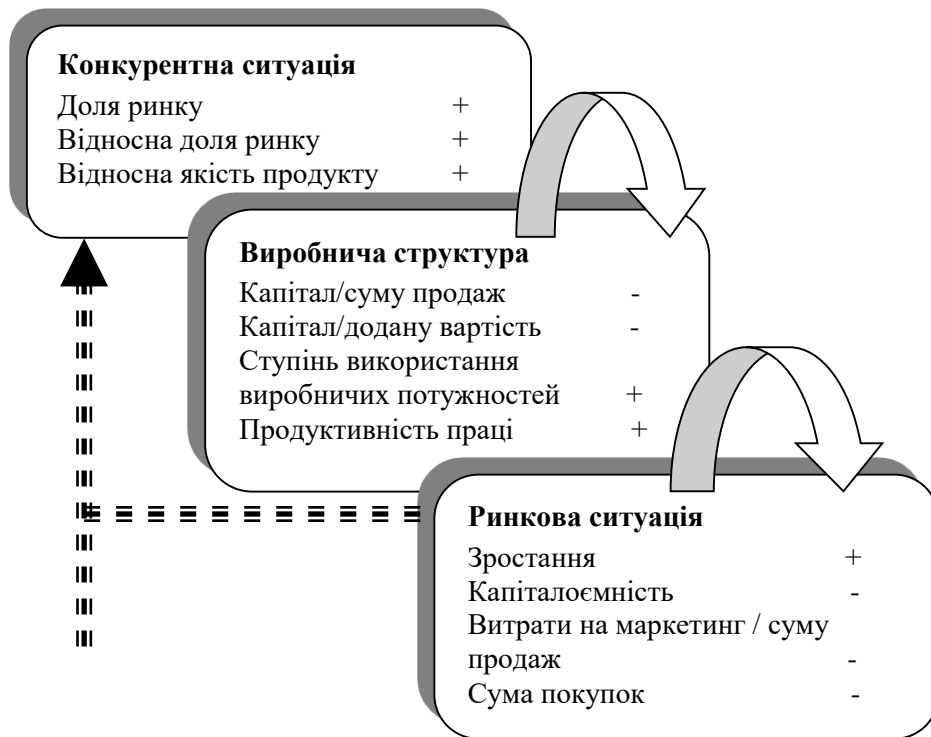 Конкурентна ситуація
Доля ринку +
Відносна доля ринку +
Відносна якість продукту +
Виробнича структура
Капітал/суму продаж -
Капітал/додану вартість -
Ступінь використання
виробничих потужностей +
Продуктивність праці +
Ринкова ситуація
Зростання +
Капіталоємність -
Витрати на маркетинг / суму
продаж -
Сума покупок -